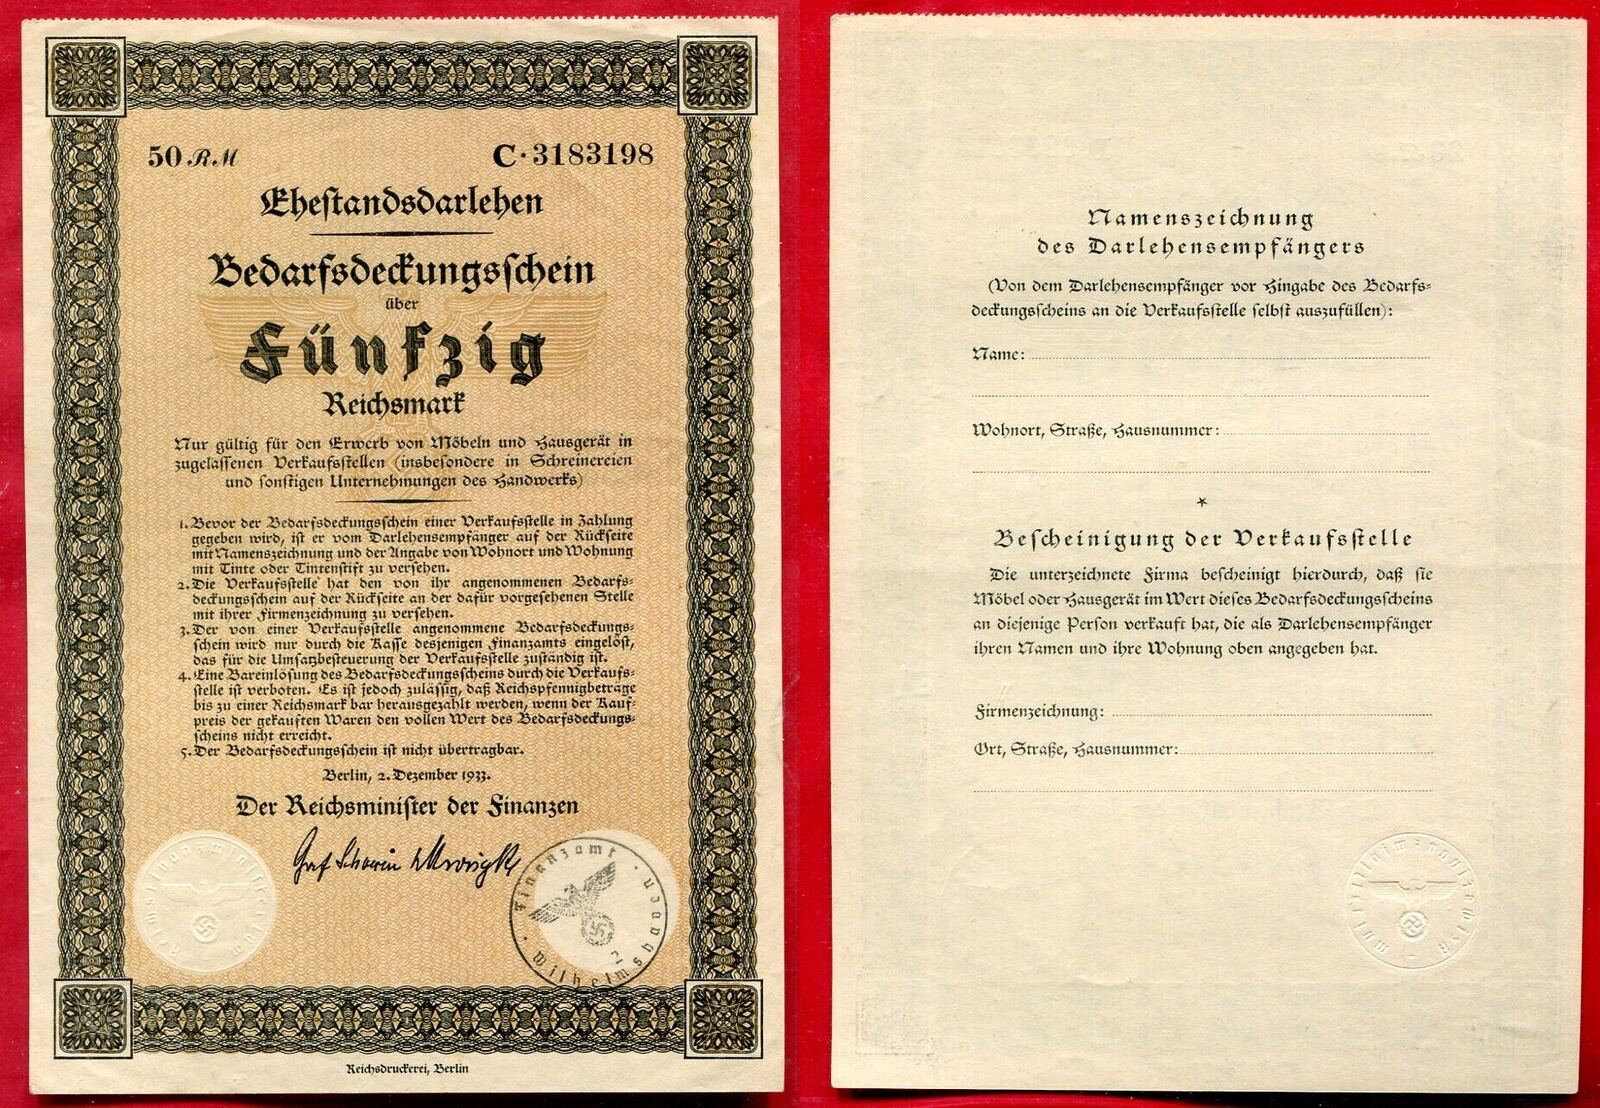 50 RM C·3183198
Ehestandsdarlehen
Bedarfsdeckungsschein
über
Fünfzig
Reichsmark
Nur gültig für den Erwerb von Möbeln und Hausgerät in
zugelassenen Verkaufsstellen (insbesondere in Schreinereien
und sonstigen Unternehmungen des Handwerks)
1. Bevor der Bedarfsdeckungsschein einer Verkaufsstelle in Zahlung
gegeben wird, ist er vom Darlehensempfänger auf der Rückseite
mit Namenszeichnung und der Angabe von Wohnort und Wohnung
mit Tinte oder Tintenstift zu versehen.
2. Die Verkaufsstelle hat den von ihr angenommenen Bedarfs-
deckungsschein auf der Rückseite an der dafür vorgesehenen Stelle
mit ihrer Firmenzeichnung zu versehen.
3. Der von einer Verkaufsstelle angenommene Bedarfsdeckungs-
schein wird nur durch die Kasse desjenigen Finanzamts eingelöst,
das für die Umsatzbesteuerung der Verkaufsstelle zuständig ist.
4. Eine Bareinlösung des Bedarfsdeckungsscheins durch die Verkaufs-
stelle ist verboten. Es ist jedoch zulässig, daß Reichspfennigbeträge
bis zu einer Reichsmark bar herausgezahlt werden, wenn der Kauf-
preis der gekauften Waren den vollen Wert des Bedarfsdeckungs-
scheins nicht erreicht.
5. Der Bedarfsdeckungsschein ist nicht übertragbar.
Berlin, 2. Dezember 1933.
Der Reichsminister der Finanzen
Graf Schwerin v Krosigk
Reichsfinanzministerium
Finanzamt · Wilhelmshaven · 2
Reichsdruckerei, Berlin
Namenszeichnung
des Darlehensempfängers
(Von dem Darlehensempfänger vor Hingabe des Bedarfs-
deckungsscheins an die Verkaufsstelle selbst auszufüllen):
Name:
Wohnort, Straße, Hausnummer:
Bescheinigung der Verkaufsstelle
Die unterzeichnete Firma bescheinigt hierdurch, daß sie
Möbel oder Hausgerät im Wert dieses Bedarfsdeckungsscheins
an diejenige Person verkauft hat, die als Darlehensempfänger
ihren Namen und ihre Wohnung oben angegeben hat.
Firmenzeichnung:
Ort, Straße, Hausnummer: